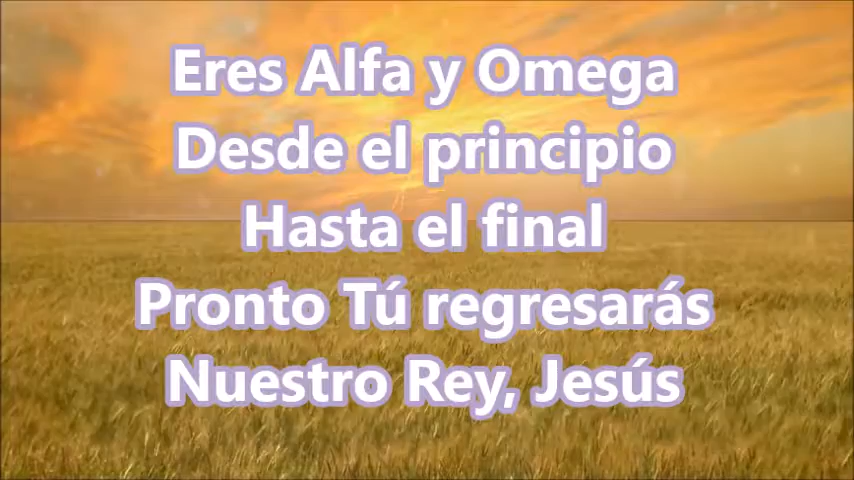 Eres Alfa y Omega
Desde el principio
Hasta el final
Pronto Tú regresarás
Nuestro Rey, Jesús